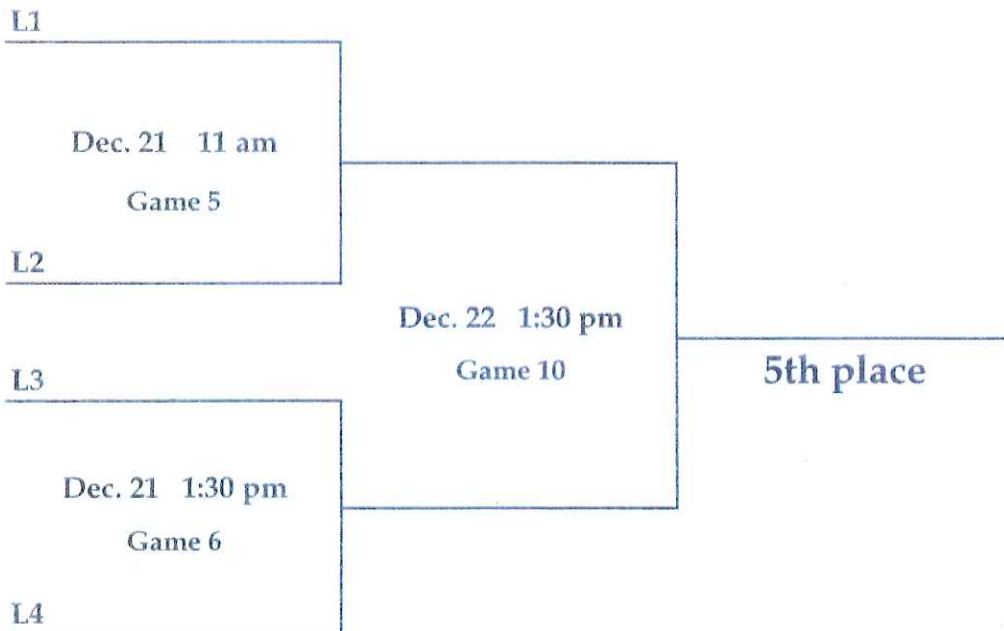 L1
Dec. 21 11 am
Game 5
L2
Dec. 22 1:30 pm
Game 10
5th place
L3
Dec. 21 1:30 pm
Game 6
L4